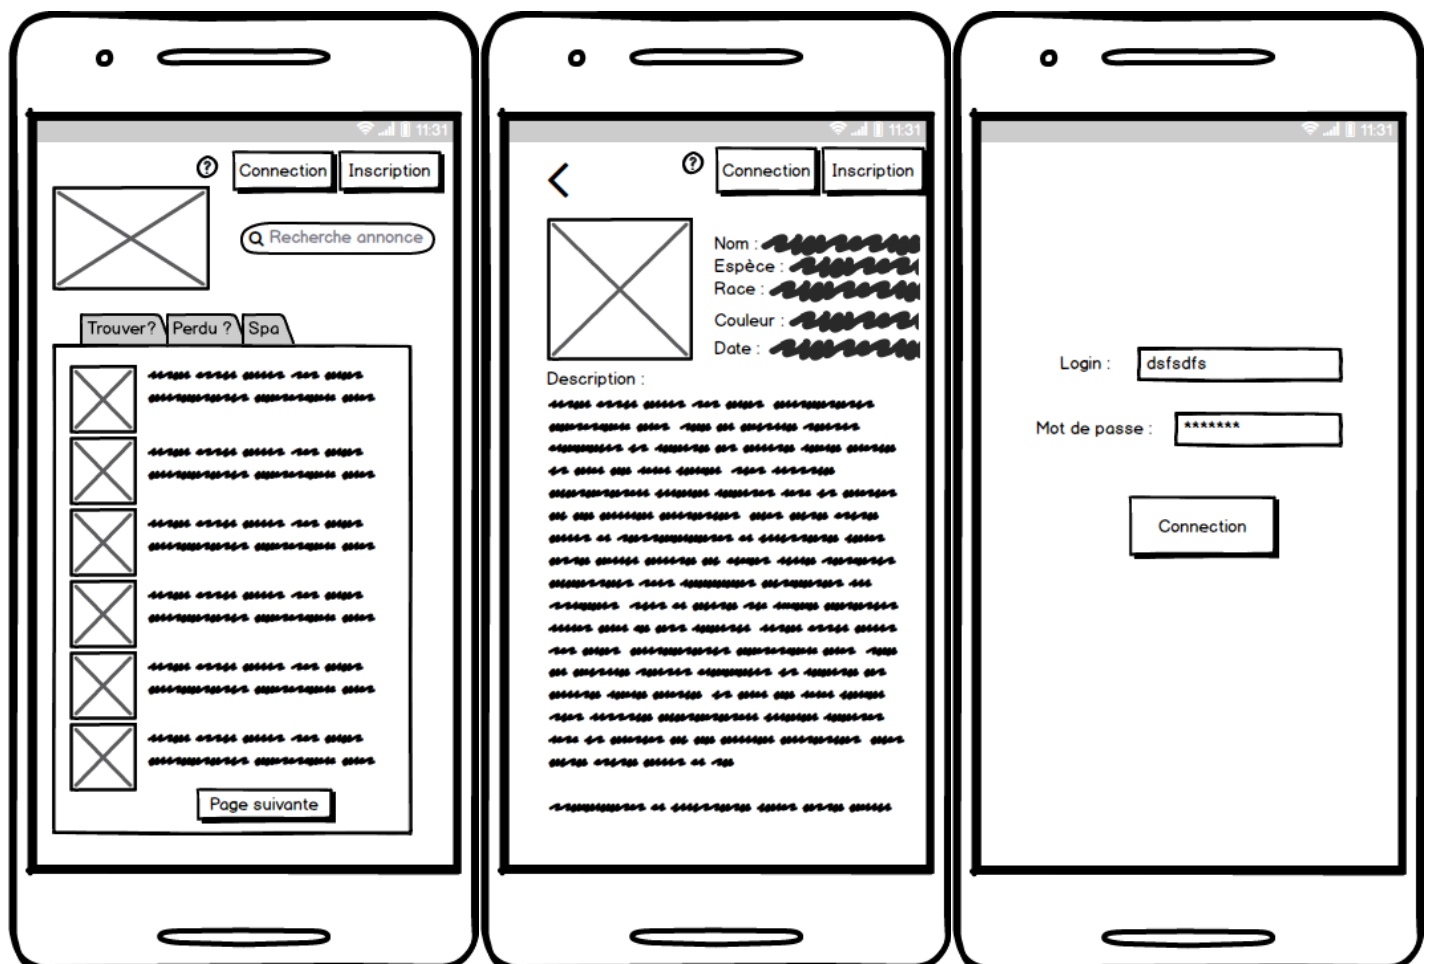 11:31
Connection Inscription
Recherche annonce
Trouver? Perdu ? Spa
Page suivante
11:31
Connection Inscription
Nom :
Espèce :
Race :
Couleur :
Date :
Description :
11:31
Login : dsfsdfs
Mot de passe : *******
Connection